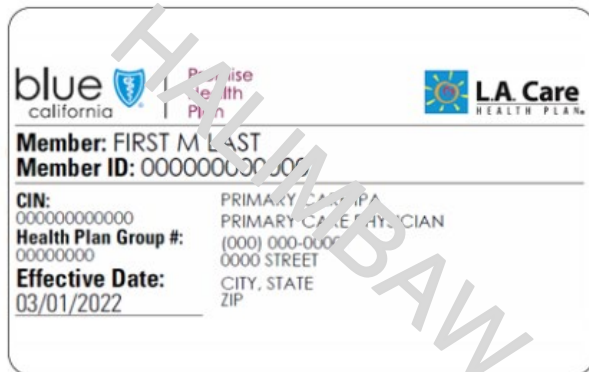 blue
california
Promise
Health
Plan
L.A. Care
HEALTH PLAN®
Member: FIRST M LAST
Member ID: 000000000000
CIN:
000000000000
Health Plan Group #:
00000000
Effective Date:
03/01/2022
PRIMARY CARE IPA
PRIMARY CARE PHYSICIAN
(000) 000-0000
0000 STREET
CITY, STATE
ZIP
HALIMBAW